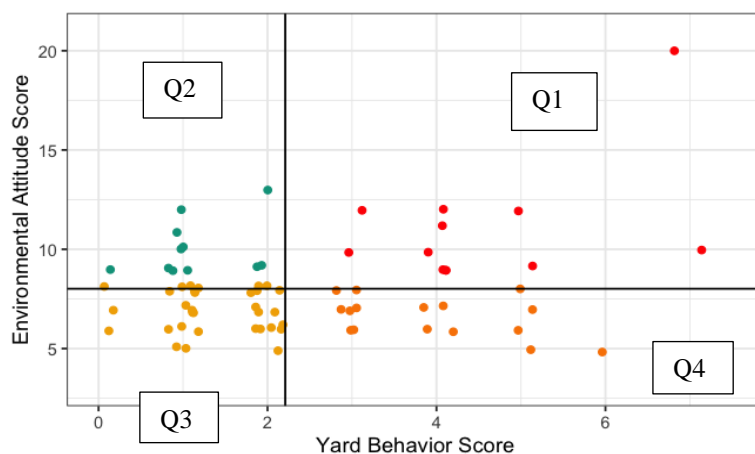 20
15
10
5
Environmental Attitude Score
Q2
Q1
Q3
Q4
0
2
4
6
Yard Behavior Score